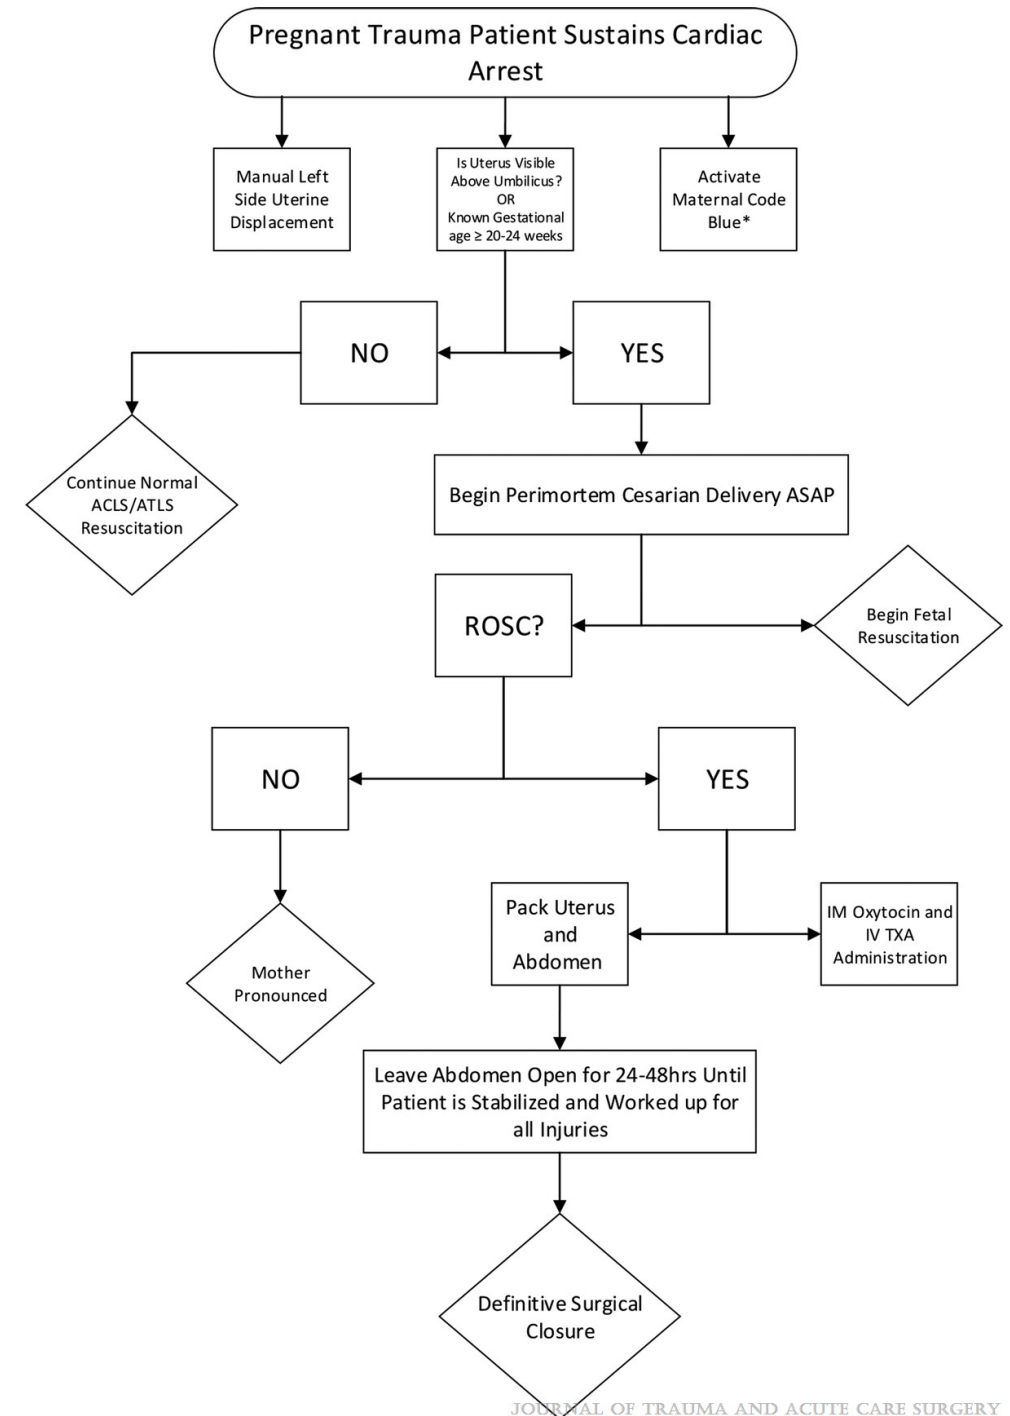 Pregnant Trauma Patient Sustains Cardiac
Arrest
Manual Left
Side Uterine
Displacement
Is Uterus Visible
Above Umbilicus?
OR
Known Gestational
age ≥ 20-24 weeks
Activate
Maternal Code
Blue*
NO
YES
Continue Normal
ACLS/ATLS
Resuscitation
Begin Perimortem Cesarian Delivery ASAP
ROSC?
Begin Fetal
Resuscitation
NO
YES
Mother
Pronounced
Pack Uterus
and
Abdomen
IM Oxytocin and
IV TXA
Administration
Leave Abdomen Open for 24-48hrs Until
Patient is Stabilized and Worked up for
all Injuries
Definitive Surgical
Closure
JOURNAL OF TRAUMA AND ACUTE CARE SURGERY